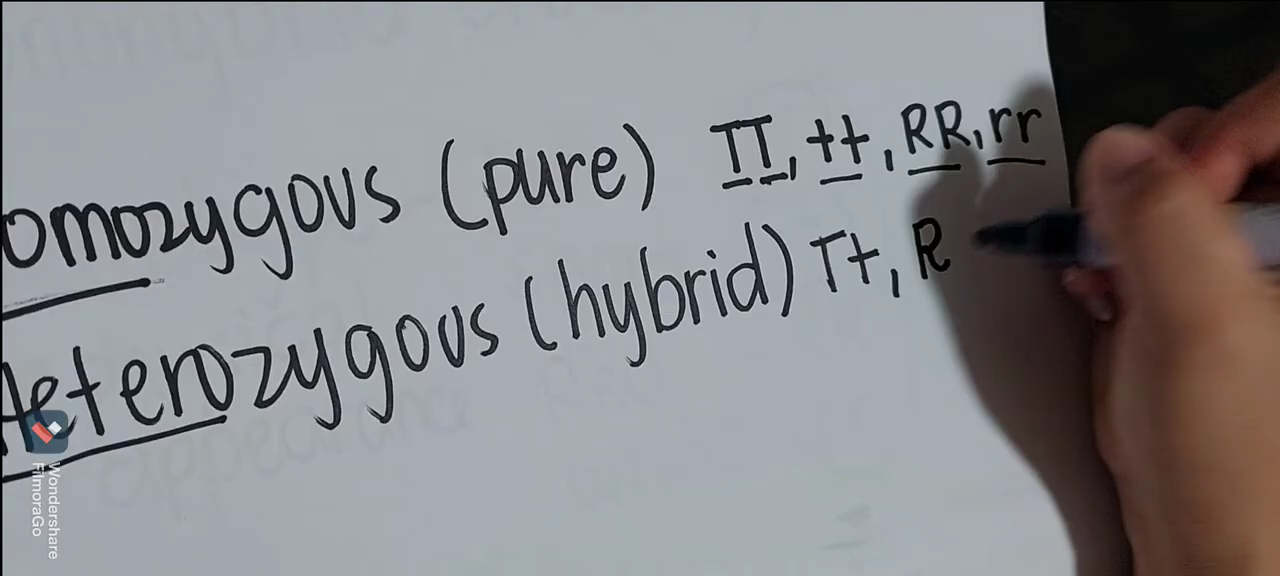 omozygous (pure) TT, tt, RR, rr
Heterozygous (hybrid) Tt, R
Wondershare
FilmoraGo